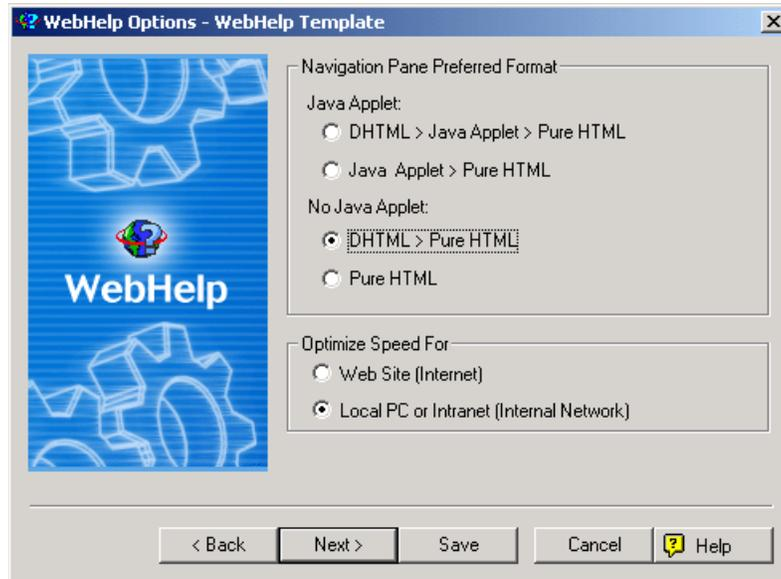 WebHelp Options - WebHelp Template
Navigation Pane Preferred Format
Java Applet:
DHTML > Java Applet > Pure HTML
Java Applet > Pure HTML
No Java Applet:
DHTML > Pure HTML
Pure HTML
WebHelp
Optimize Speed For
Web Site (Internet)
Local PC or Intranet (Internal Network)
< Back Next > Save Cancel Help